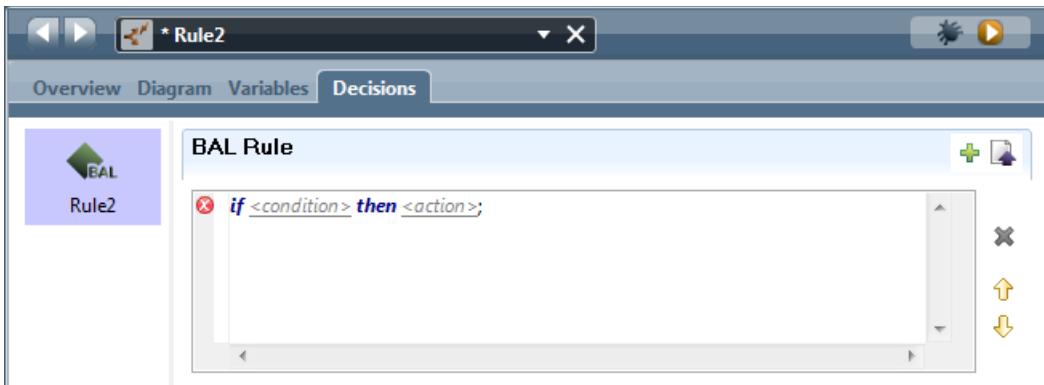 * Rule2
Overview Diagram Variables Decisions
BAL Rule
BAL
Rule2
if <condition> then <action>;